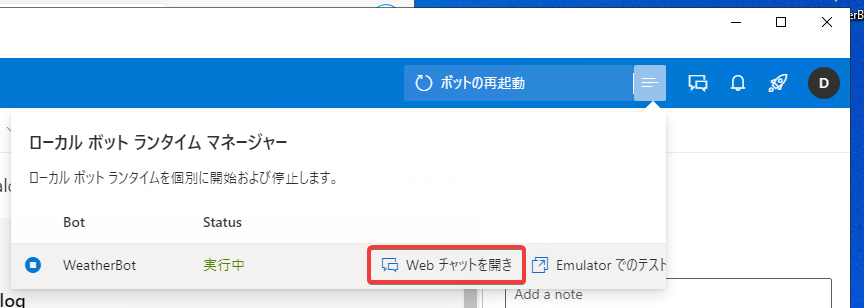 ボットの再起動
D
ローカル ボット ランタイム マネージャー
ローカル ボット ランタイムを個別に開始および停止します。
Bot Status
WeatherBot 実行中 Web チャットを開き Emulator でのテスト
Add a note